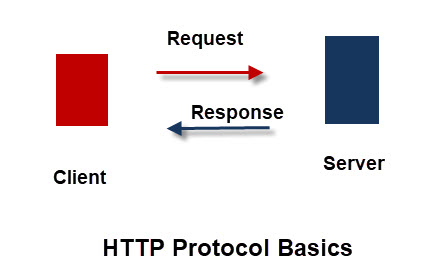 Request
Response
Client
Server
HTTP Protocol Basics